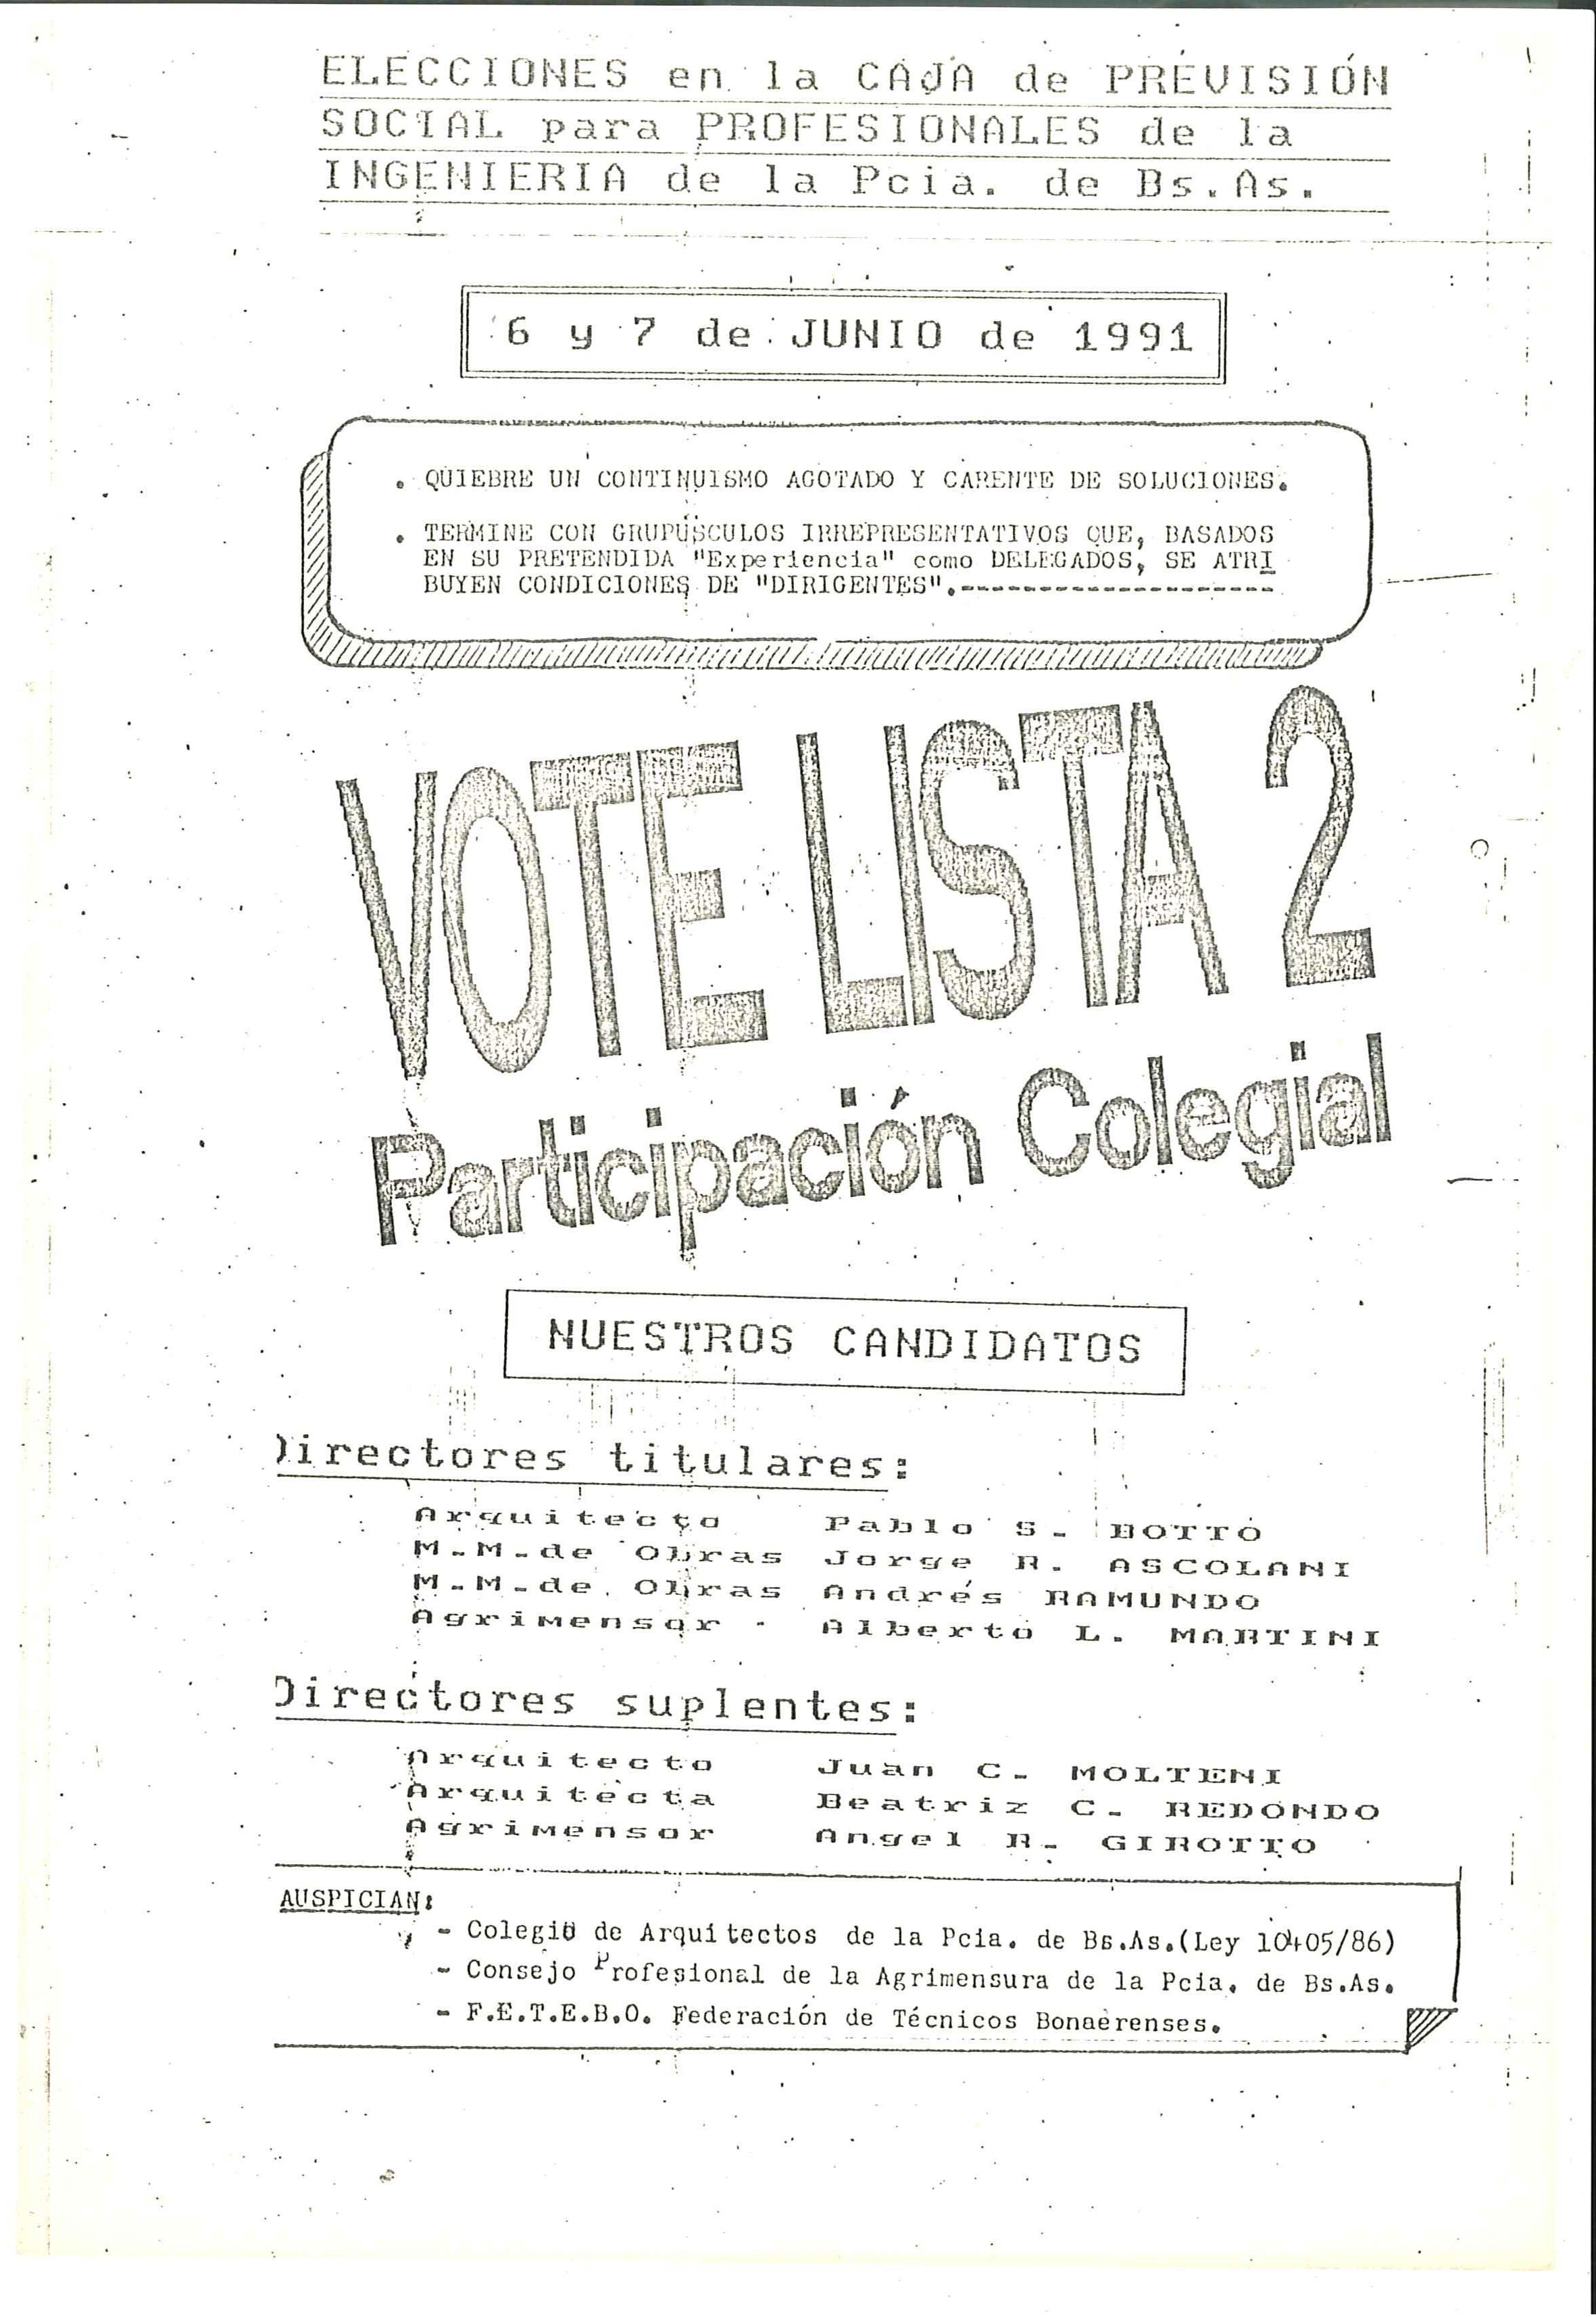 ELECCIONES en la CAJA de PREVISIÓN
SOCIAL para PROFESIONALES de la
INGENIERIA de la Pcia. de Bs.As.
6 y 7 de JUNIO de 1991
. QUIEBRE UN CONTINUISMO AGOTADO Y CARENTE DE SOLUCIONES.
. TERMINE CON GRUPÚSCULOS IRREPRESENTATIVOS QUE, BASADOS
EN SU PRETENDIDA "Experiencia" como DELEGADOS, SE ATRI
BUYEN CONDICIONES DE "DIRIGENTES".--------------------
VOTE LISTA 2
Participación Colegial
NUESTROS CANDIDATOS
Directores titulares:
Arquitecto Pablo S. BOTTO
M.M.de Obras Jorge R. ASCOLANI
M.M.de Obras Andrés RAMUNDO
Agrimensor Alberto L. MARTINI
Directores suplentes:
Arquitecto Juan C. MOLTENI
Arquitecta Beatriz C. REDONDO
Agrimensor Angel R. GIROTTO
AUSPICIAN:
- Colegio de Arquitectos de la Pcia. de Bs.As.(Ley 10405/86)
- Consejo Profesional de la Agrimensura de la Pcia. de Bs.As.
- F.E.T.E.B.O. Federación de Técnicos Bonaerenses.